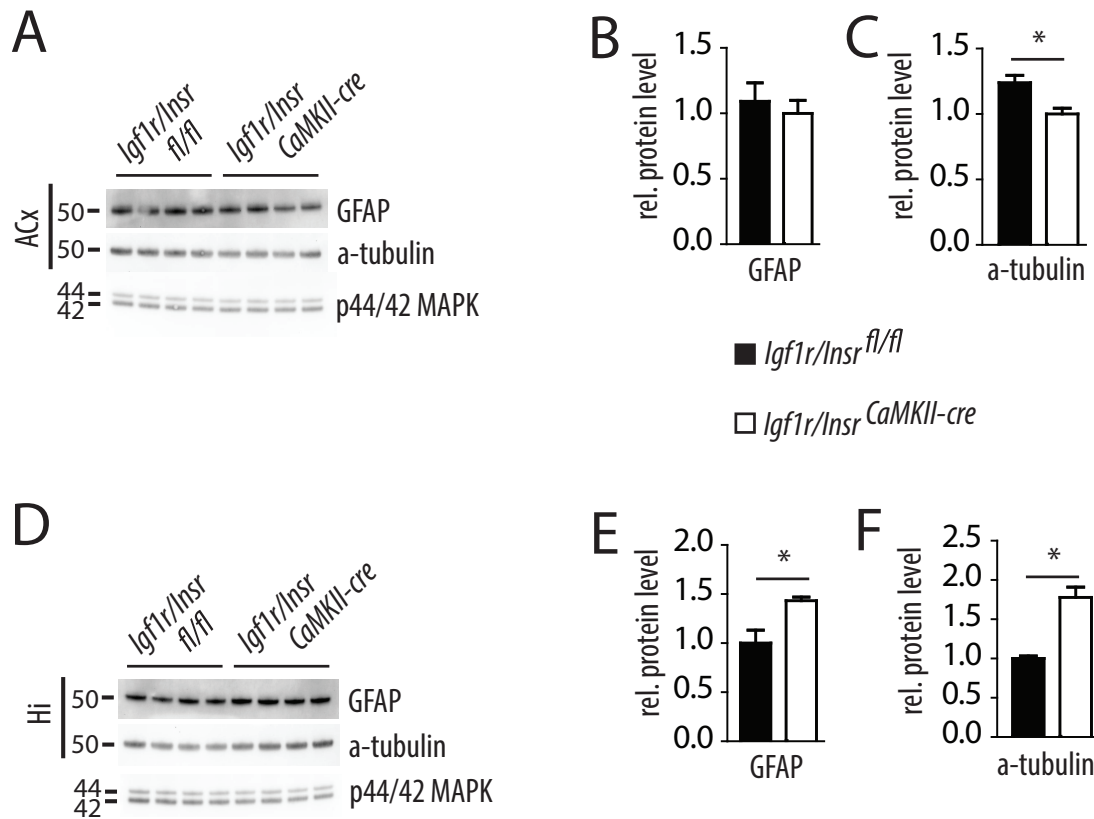 A
Igf1r/Insr
fl/fl
Igf1r/Insr
CaMKII-cre
ACx
50
GFAP
50
a-tubulin
44
42
p44/42 MAPK
B
rel. protein level
1.5
1.0
0.5
0.0
GFAP
C
rel. protein level
1.5
1.0
0.5
0.0
*
a-tubulin
Igf1r/Insr fl/fl
Igf1r/Insr CaMKII-cre
D
Igf1r/Insr
fl/fl
Igf1r/Insr
CaMKII-cre
Hi
50
GFAP
50
a-tubulin
44
42
p44/42 MAPK
E
rel. protein level
2.0
1.5
1.0
0.5
0.0
*
GFAP
F
rel. protein level
2.5
2.0
1.5
1.0
0.5
0.0
*
a-tubulin